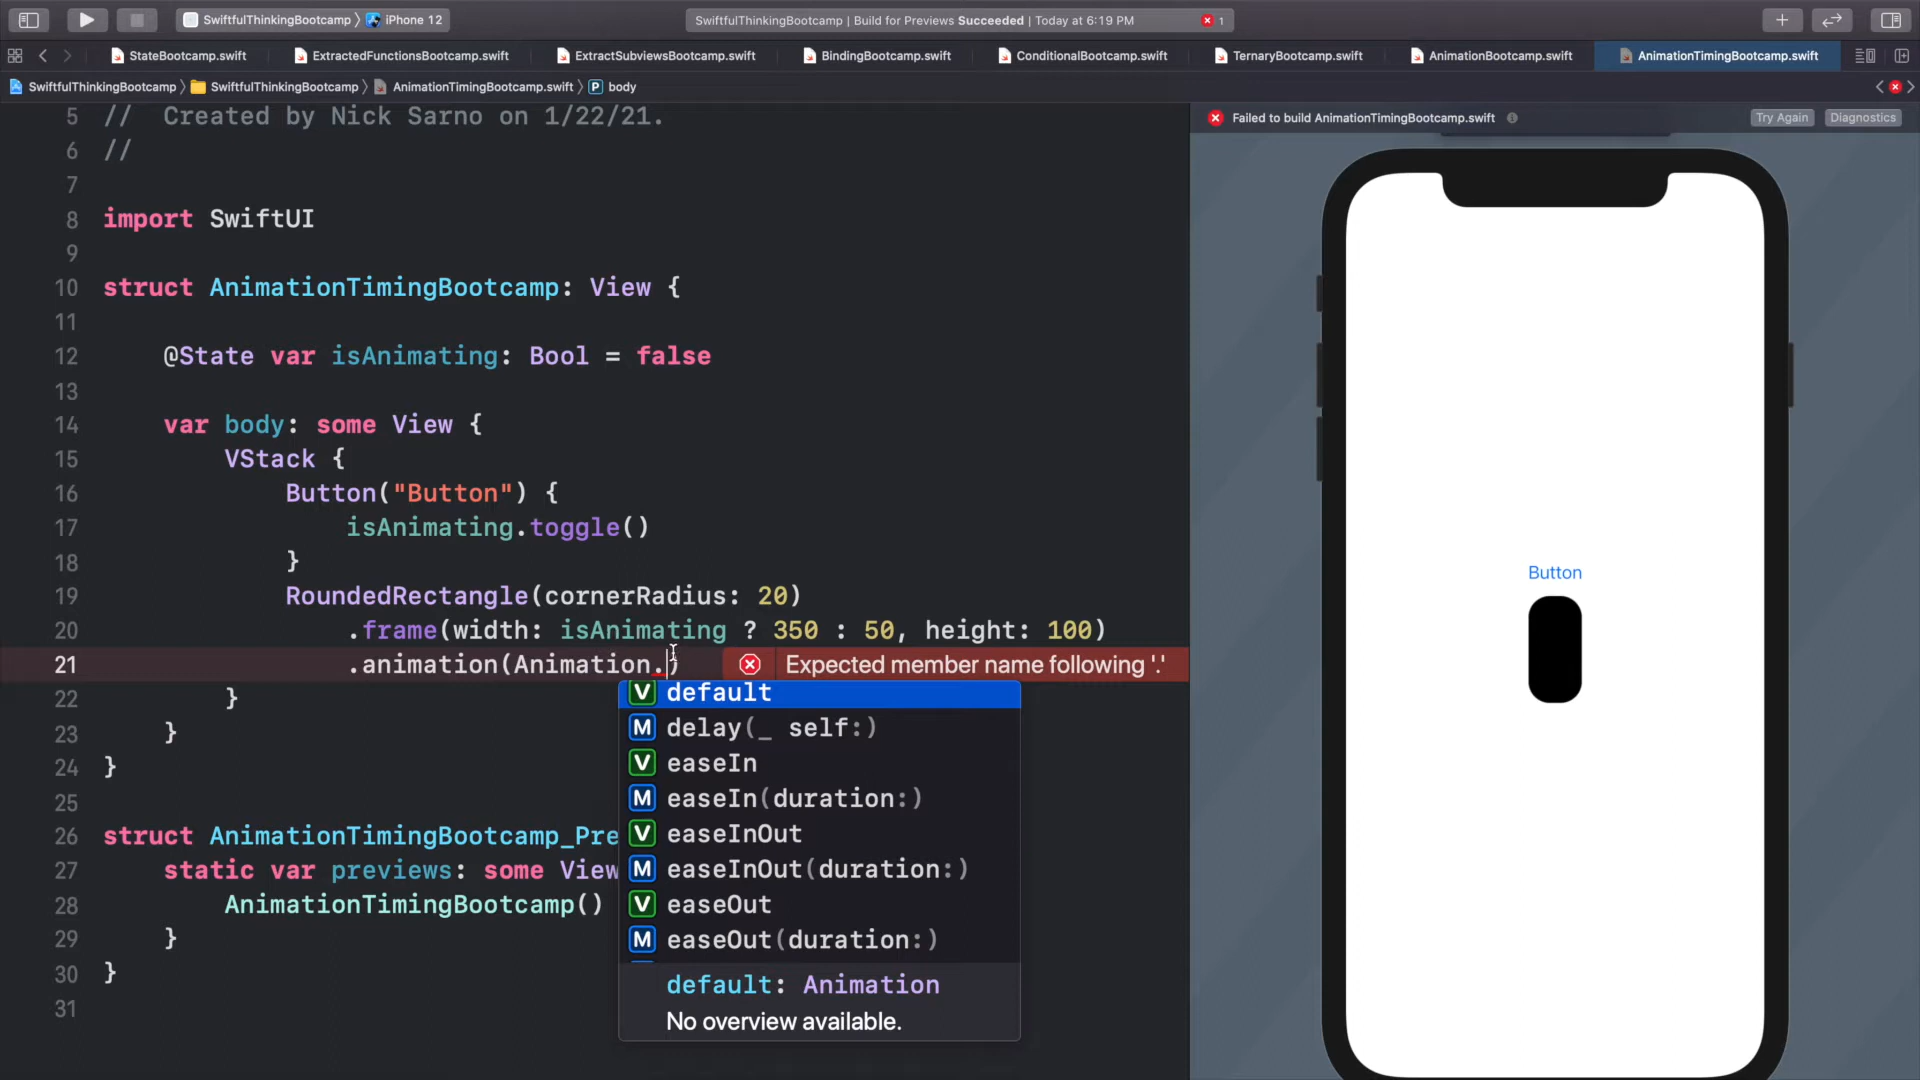 SwiftfulThinkingBootcamp 〉 iPhone 12
SwiftfulThinkingBootcamp | Build for Previews Succeeded | Today at 6:19 PM
1
StateBootcamp.swift
ExtractedFunctionsBootcamp.swift
ExtractSubviewsBootcamp.swift
BindingBootcamp.swift
ConditionalBootcamp.swift
TernaryBootcamp.swift
AnimationBootcamp.swift
AnimationTimingBootcamp.swift
SwiftfulThinkingBootcamp 〉 SwiftfulThinkingBootcamp 〉 AnimationTimingBootcamp.swift 〉 P body
5 //  Created by Nick Sarno on 1/22/21.
6 //
7
8 import SwiftUI
9
10 struct AnimationTimingBootcamp: View {
11
12 @State var isAnimating: Bool = false
13
14 var body: some View {
15 VStack {
16 Button("Button") {
17 isAnimating.toggle()
18 }
19 RoundedRectangle(cornerRadius: 20)
20 .frame(width: isAnimating ? 350 : 50, height: 100)
21 .animation(Animation.) Expected member name following '.'
22 }
23 }
24 }
25
26 struct AnimationTimingBootcamp_Pre
27 static var previews: some View
28 AnimationTimingBootcamp()
29 }
30 }
31
V default
M delay(_ self:)
V easeIn
M easeIn(duration:)
V easeInOut
M easeInOut(duration:)
V easeOut
M easeOut(duration:)
default: Animation
No overview available.
Failed to build AnimationTimingBootcamp.swift
Try Again
Diagnostics
Button